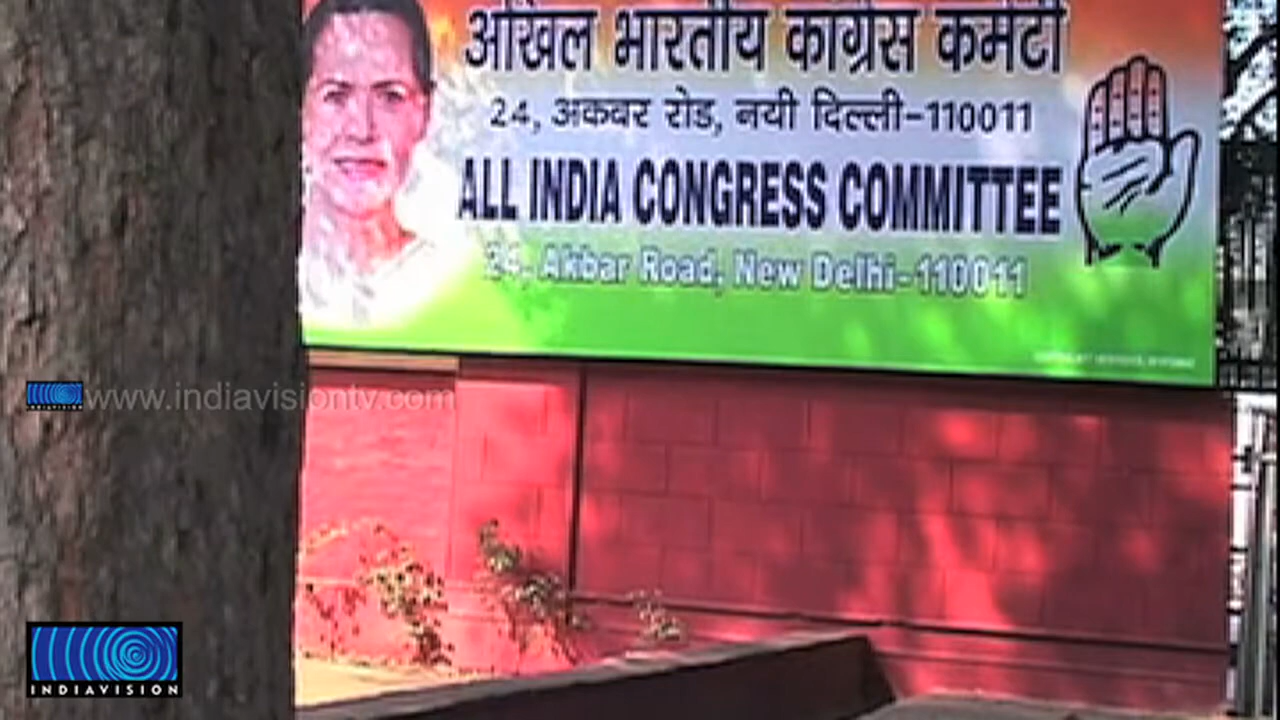 अखिल भारतीय कांग्रेस कमेटी
24, अकबर रोड, नयी दिल्ली-110011
ALL INDIA CONGRESS COMMITTEE
24, Akbar Road, New Delhi-110011
www.indiavisiontv.com
INDIAVISION
INDIAVISION